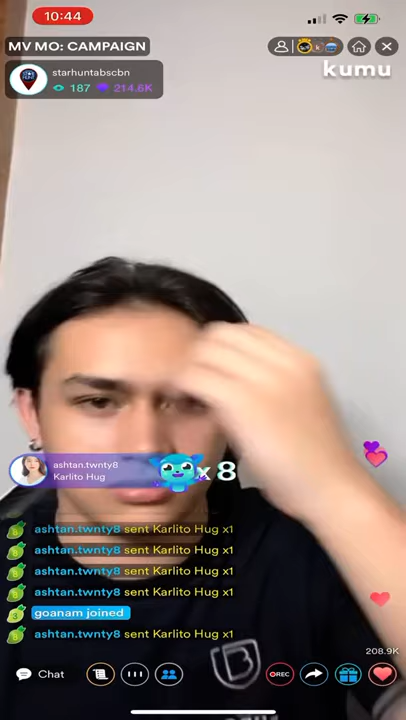 10:44
MV MO: CAMPAIGN
starhuntabscbn
187 214.6K
kumu
ashtan.twnty8
Karlito Hug
x 8
ashtan.twnty8 sent Karlito Hug x1
ashtan.twnty8 sent Karlito Hug x1
ashtan.twnty8 sent Karlito Hug x1
ashtan.twnty8 sent Karlito Hug x1
goanam joined
ashtan.twnty8 sent Karlito Hug x1
208.9K
Chat
REC